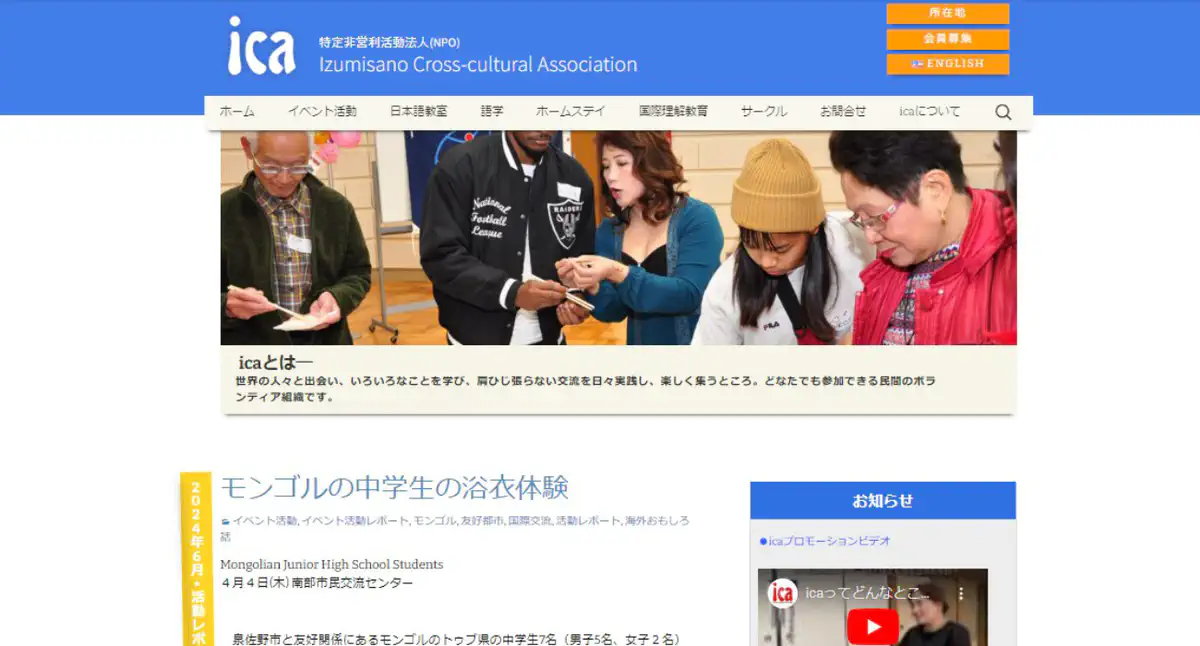 ica
特定非営利活動法人(NPO)
Izumisano Cross-cultural Association
所在地
会員募集
ENGLISH
ホーム イベント活動 日本語教室 語学 ホームステイ 国際理解教育 サークル お問合せ icaについて
National
Football
League
RAIDERS
FILA
icaとは―
世界の人々と出会い、いろいろなことを学び、肩ひじ張らない交流を日々実践し、楽しく集うところ。どなたでも参加できる民間のボラ
ンティア組織です。
2024年6月・活動レポ
モンゴルの中学生の浴衣体験
イベント活動, イベント活動レポート, モンゴル, 友好都市, 国際交流, 活動レポート, 海外おもしろ
話
Mongolian Junior High School Students
４月４日(木) 南部市民交流センター
泉佐野市と友好関係にあるモンゴルのトゥブ県の中学生7名（男子5名、女子２名）
お知らせ
●icaプロモーションビデオ
ica
icaってどんなとこ...